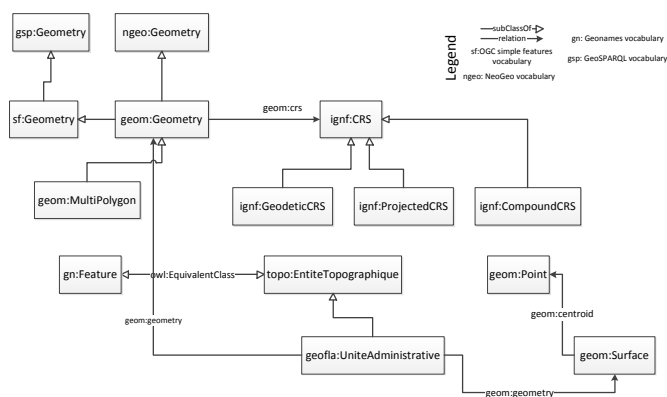 gsp:Geometry
ngeo:Geometry
Legend
subClassOf
relation
sf:OGC simple features
vocabulary
ngeo: NeoGeo vocabulary
gn: Geonames vocabulary
gsp: GeoSPARQL vocabulary
sf:Geometry
geom:Geometry
geom:crs
ignf:CRS
geom:MultiPolygon
ignf:GeodeticCRS
ignf:ProjectedCRS
ignf:CompoundCRS
gn:Feature
owl:EquivalentClass
topo:EntiteTopographique
geom:Point
geom:geometry
geom:centroid
geofla:UniteAdministrative
geom:Surface
geom:geometry